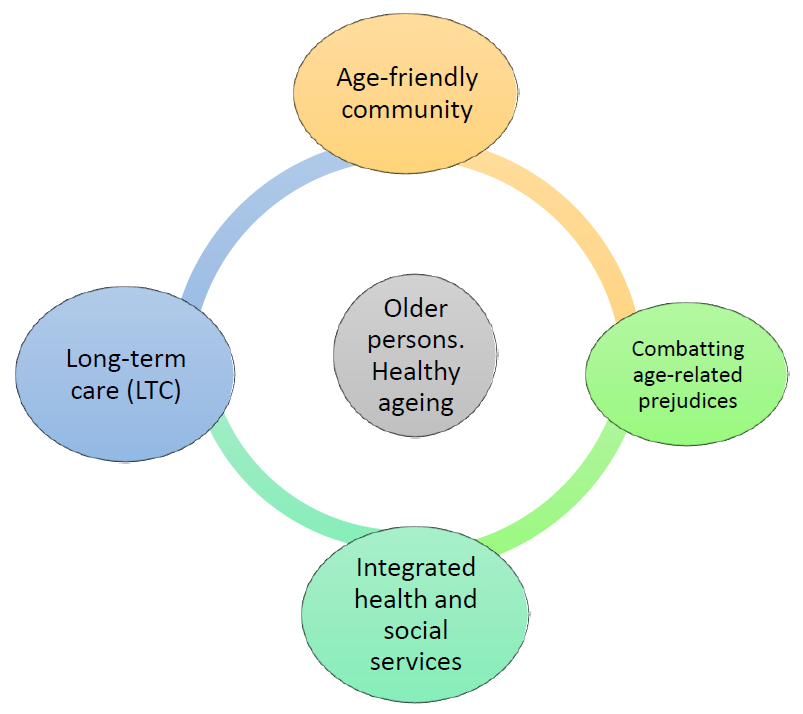 Age-friendly
community
Older
persons.
Healthy
ageing
Long-term
care (LTC)
Combatting
age-related
prejudices
Integrated
health and
social
services